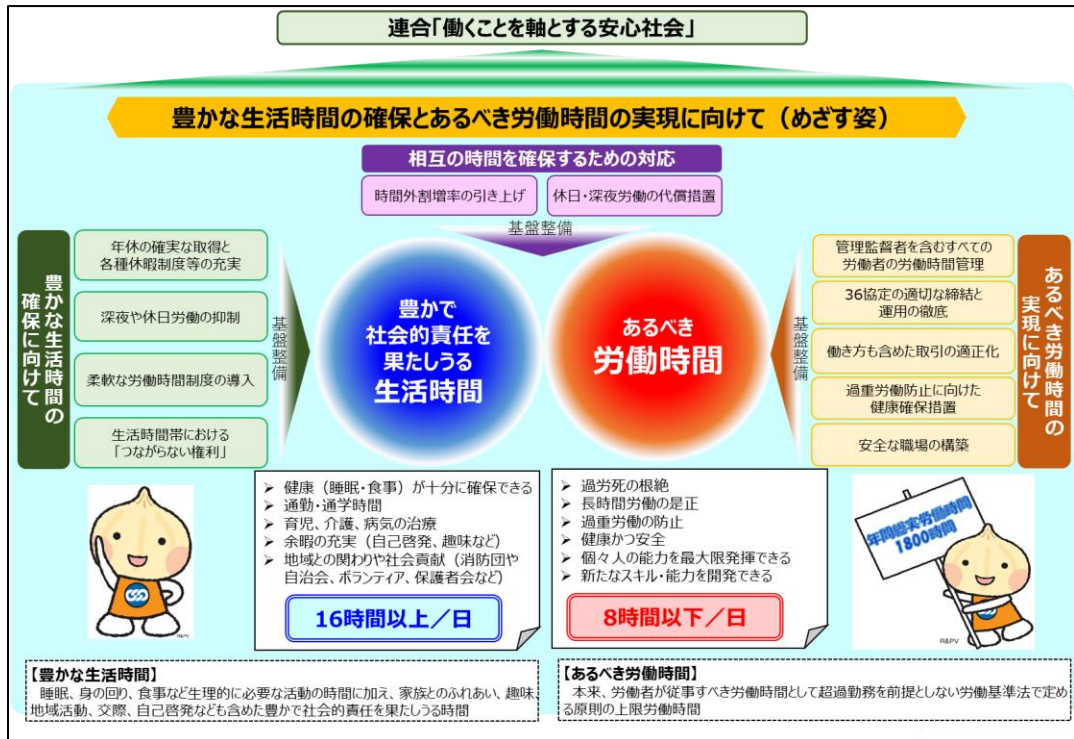 連合「働くことを軸とする安心社会」
豊かな生活時間の確保とあるべき労働時間の実現に向けて（めざす姿）
相互の時間を確保するための対応
時間外割増率の引き上げ
休日・深夜労働の代償措置
基盤整備
豊かな生活時間の
確保に向けて
年休の確実な取得と
各種休暇制度等の充実
深夜や休日労働の抑制
柔軟な労働時間制度の導入
生活時間帯における
「つながらない権利」
基盤整備
豊かで
社会的責任を
果たしうる
生活時間
あるべき
労働時間
基盤整備
管理監督者を含むすべての
労働者の労働時間管理
36協定の適切な締結と
運用の徹底
働き方も含めた取引の適正化
過重労働防止に向けた
健康確保措置
安全な職場の構築
あるべき労働時間の
実現に向けて
➢ 健康（睡眠・食事）が十分に確保できる
➢ 通勤・通学時間
➢ 育児、介護、病気の治療
➢ 余暇の充実（自己啓発、趣味など）
➢ 地域との関わりや社会貢献（消防団や
自治会、ボランティア、保護者会など）
16時間以上／日
➢ 過労死の根絶
➢ 長時間労働の是正
➢ 過重労働の防止
➢ 健康かつ安全
➢ 個々人の能力を最大限発揮できる
➢ 新たなスキル・能力を開発できる
8時間以下／日
年間総実労働時間
1800時間
R&PV
R&PV
【豊かな生活時間】
睡眠、身の回り、食事など生理的に必要な活動の時間に加え、家族とのふれあい、趣味、
地域活動、交際、自己啓発なども含めた豊かで社会的責任を果たしうる時間
【あるべき労働時間】
本来、労働者が従事すべき労働時間として超過勤務を前提としない労働基準法で定め
る原則の上限労働時間